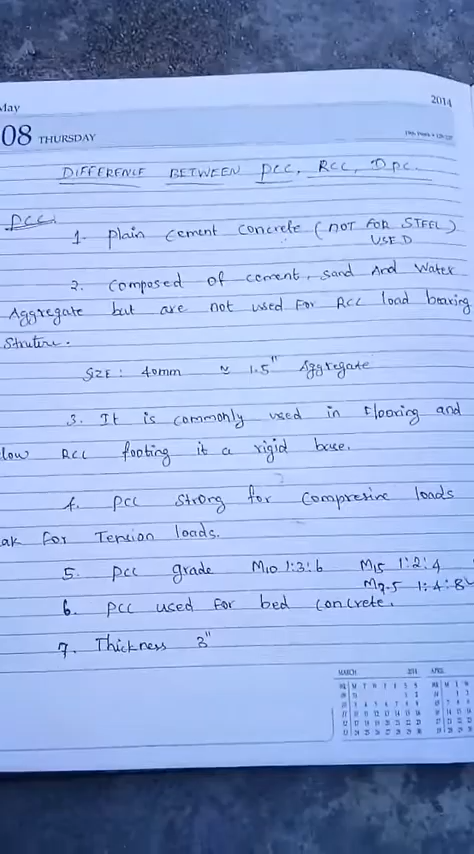 May
2014
08 THURSDAY
DIFFERENCE BETWEEN PCC, RCC, DPC.
PCC
1. Plain cement concrete (NOT FOR STEEL)
USED
2. composed of cement, sand And Water
Aggregate but are not used For RCC load bearing
Struture.
SIZE: 40mm ≈ 1.5" Aggregate
3. It is commonly used in flooring and
low RCC footing it a rigid base.
4. PCC Strong for compresive loads
ak for Tension loads.
5. PCC grade M10 1:3:6 M15 1:2:4
M7.5 1:4:8
6. PCC used For bed concrete.
7. Thickness 3"
MARCH 2014 APRIL